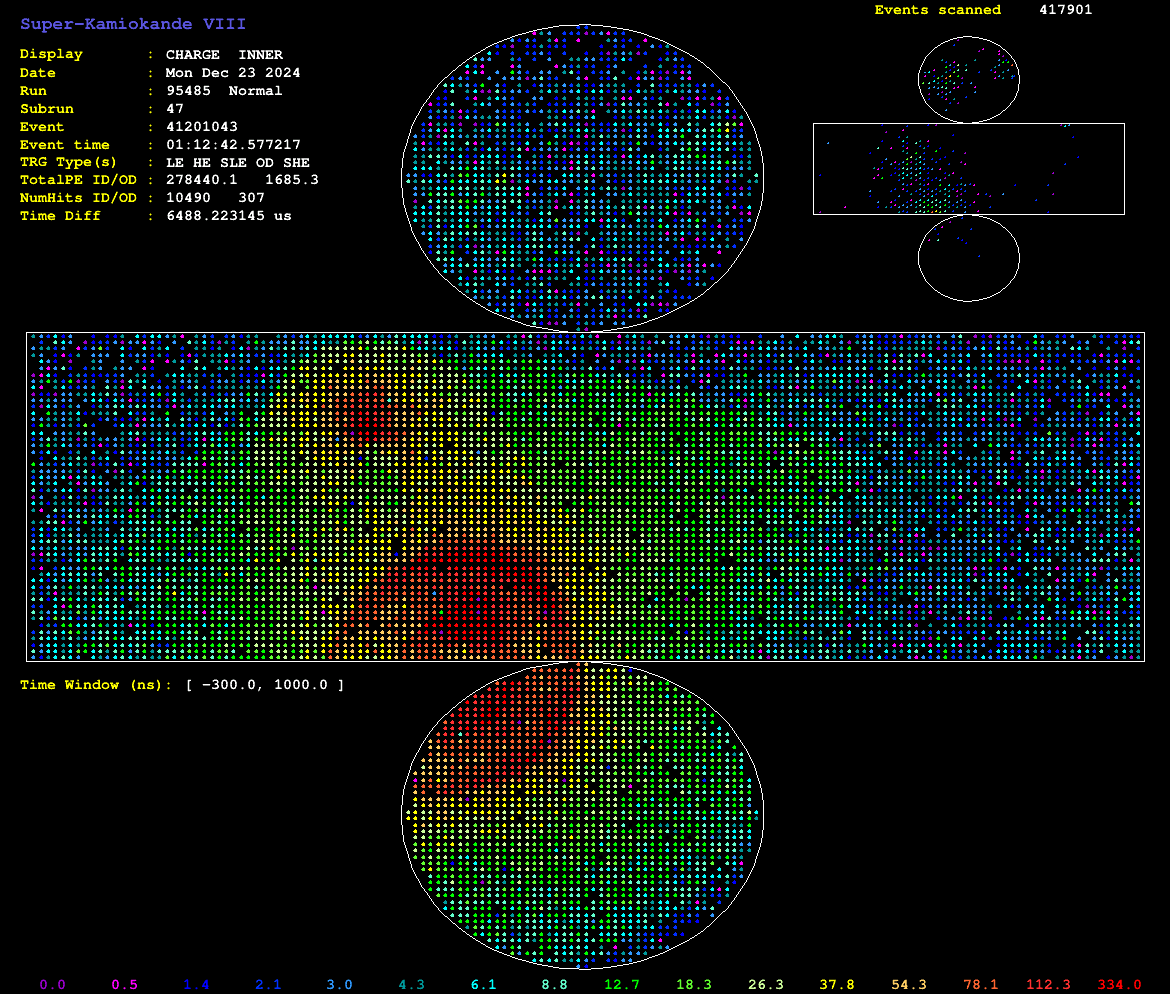 Super-Kamiokande VIII
Events scanned 417901
Display : CHARGE INNER
Date : Mon Dec 23 2024
Run : 95485 Normal
Subrun : 47
Event : 41201043
Event time : 01:12:42.577217
TRG Type(s) : LE HE SLE OD SHE
TotalPE ID/OD : 278440.1 1685.3
NumHits ID/OD : 10490 307
Time Diff : 6488.223145 us
Time Window (ns): [ −300.0, 1000.0 ]
0.0 0.5 1.4 2.1 3.0 4.3 6.1 8.8 12.7 18.3 26.3 37.8 54.3 78.1 112.3 334.0